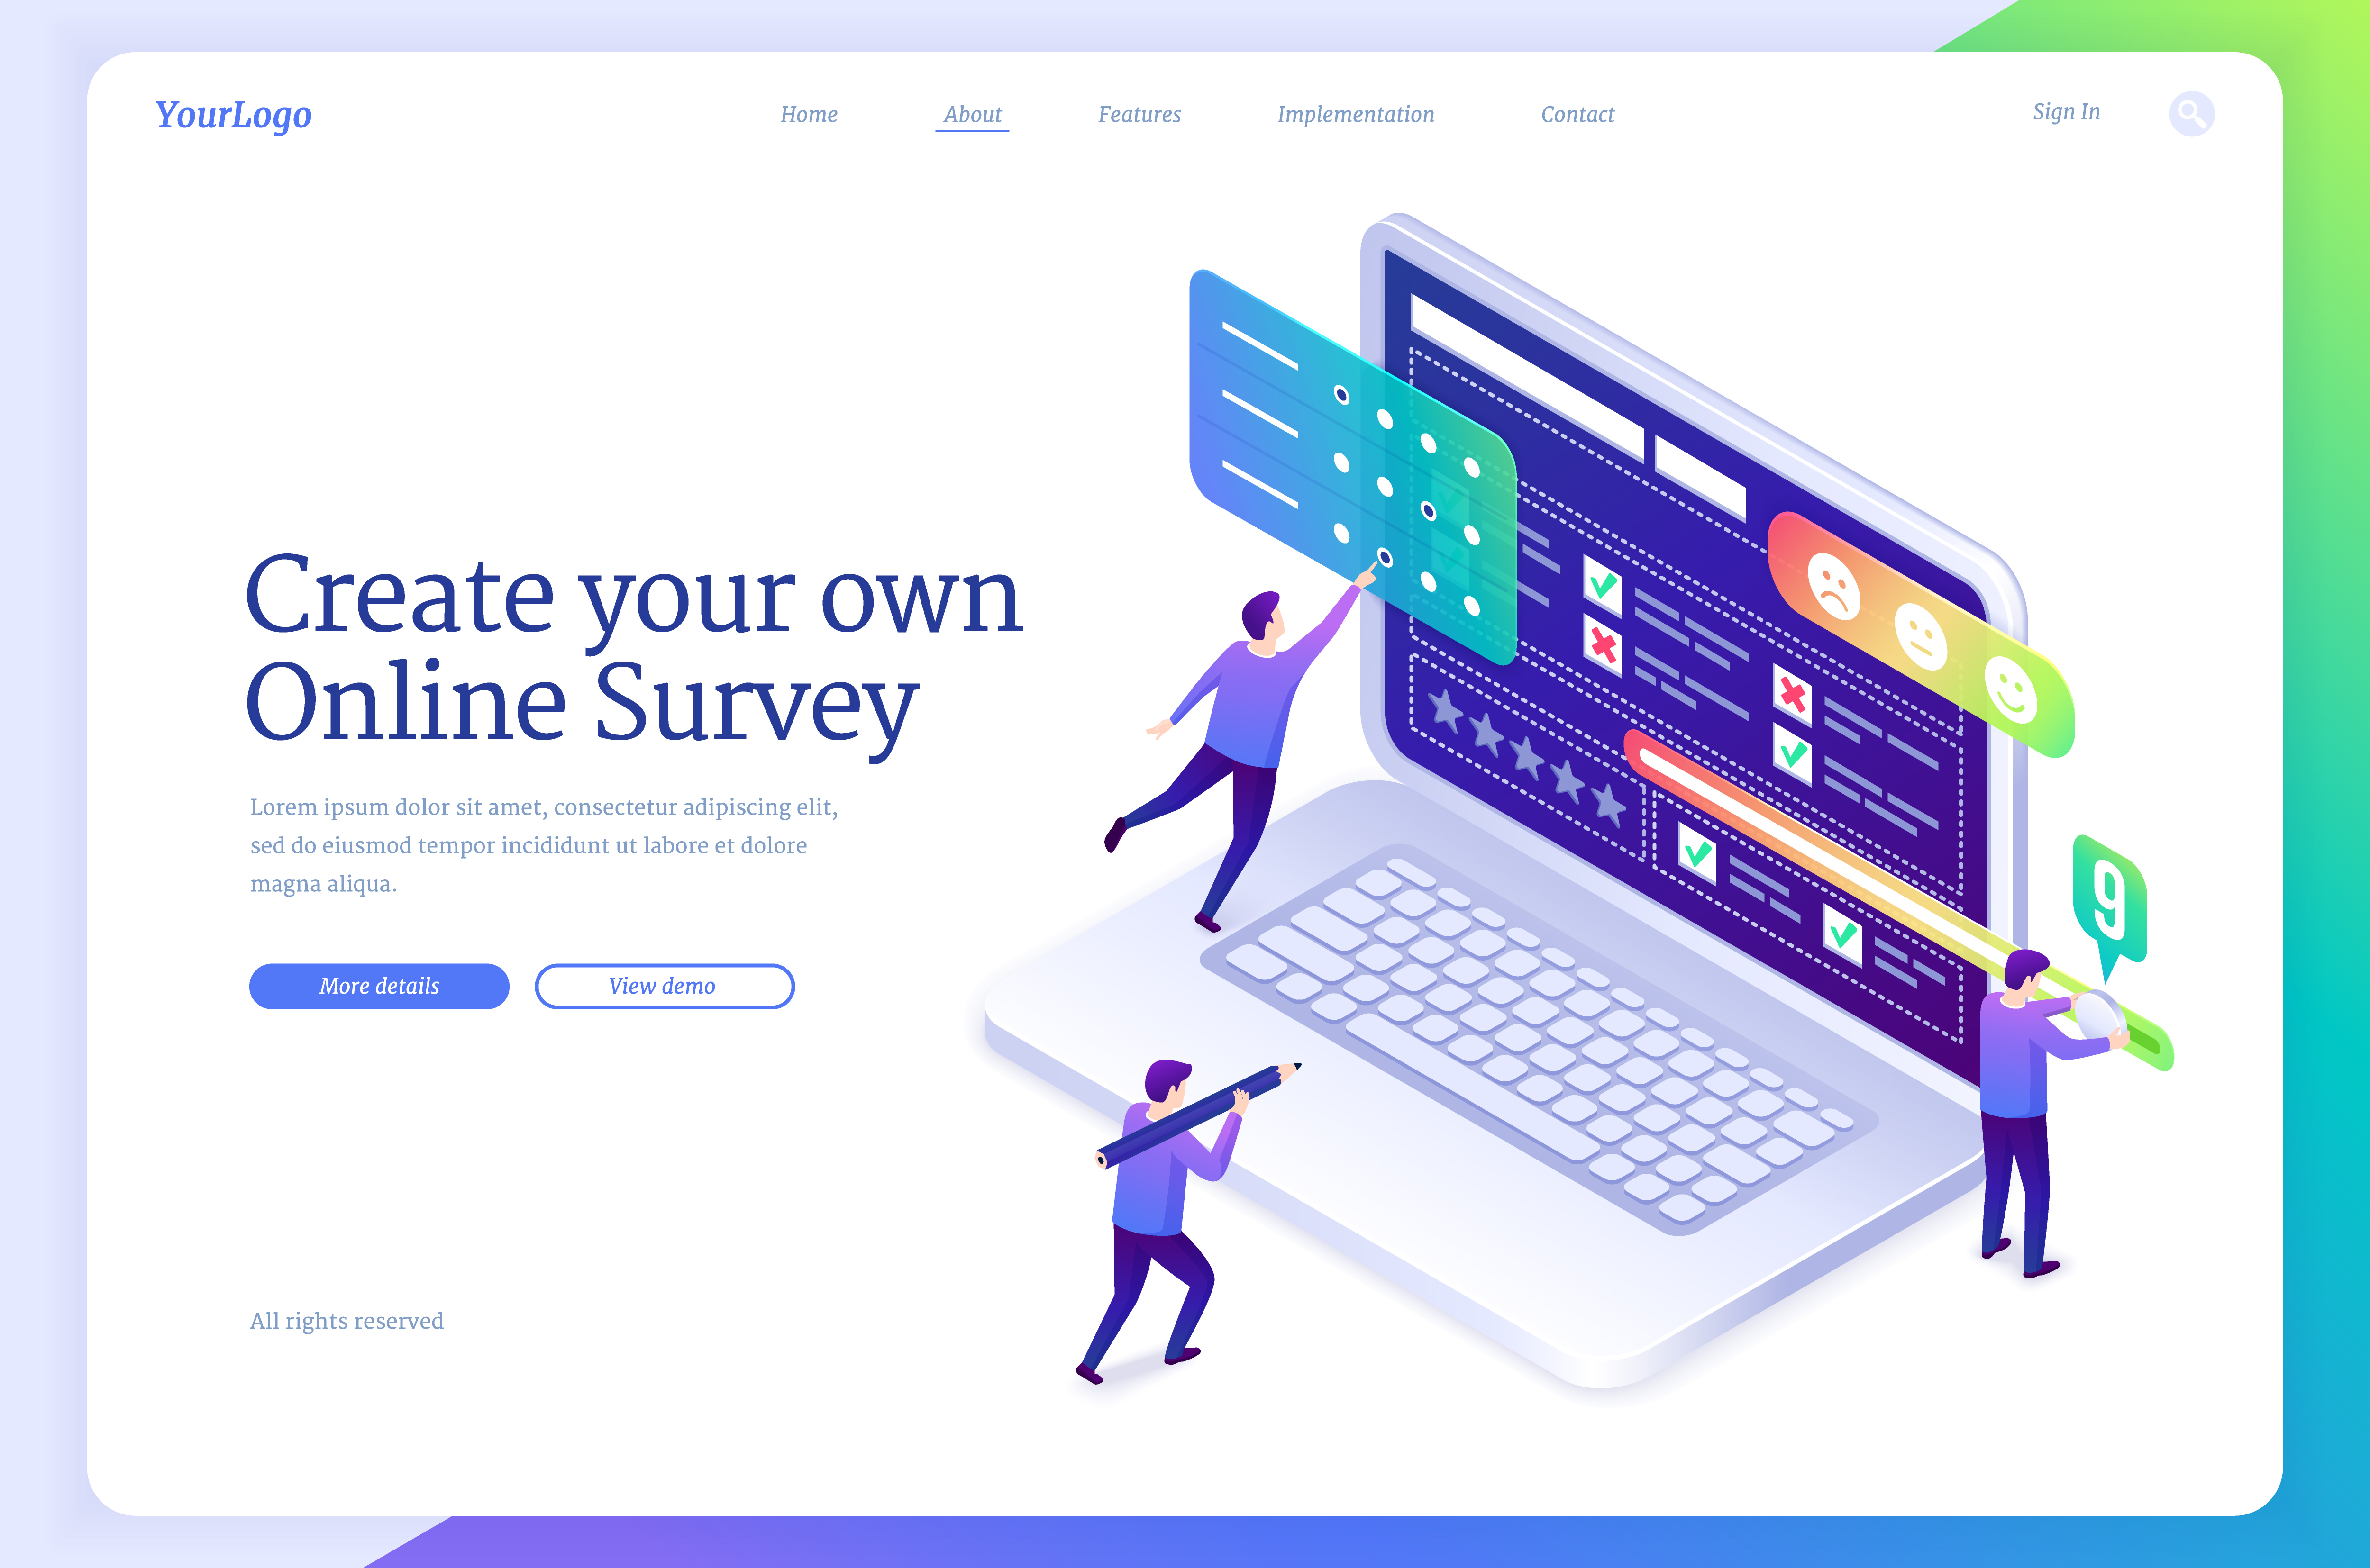 YourLogo
Home
About
Features
Implementation
Contact
Sign In
Create your own
Online Survey
Lorem ipsum dolor sit amet, consectetur adipiscing elit,
sed do eiusmod tempor incididunt ut labore et dolore
magna aliqua.
More details
View demo
9
All rights reserved